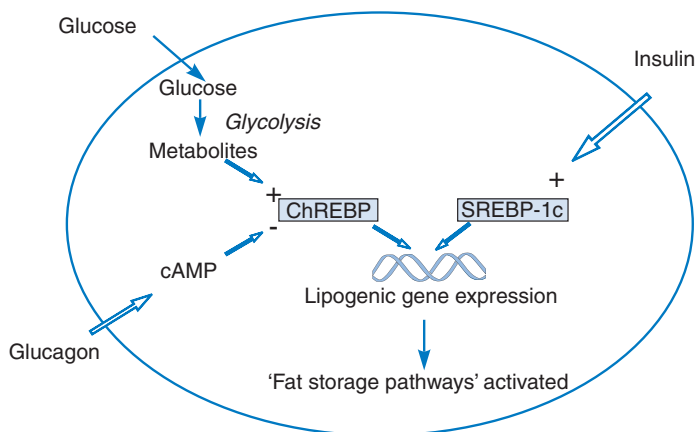 Glucose
Insulin
Glucose
Glycolysis
Metabolites
+
+
ChREBP
SREBP-1c
-
cAMP
Lipogenic gene expression
Glucagon
'Fat storage pathways' activated